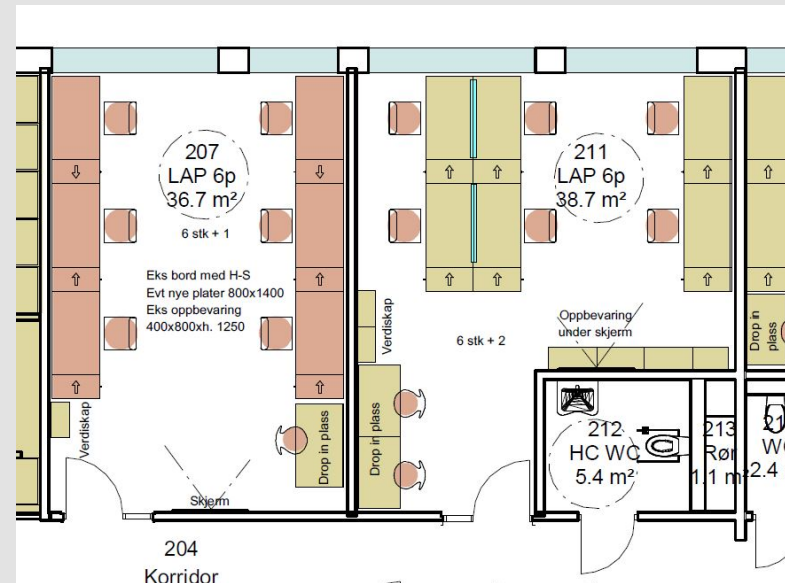 207
LAP 6p
36.7 m²
6 stk + 1
Eks bord med H-S
Evt nye plater 800x1400
Eks oppbevaring
400x800xh. 1250
Verdiskap
Drop in plass
Skjerm
211
LAP 6p
38.7 m²
Verdiskap
6 stk + 2
Oppbevaring
under skjerm
Drop in plass
Drop in
plass
212
HC WC
5.4 m²
213
Rør
1.1 m²
2.4
204
Korridor